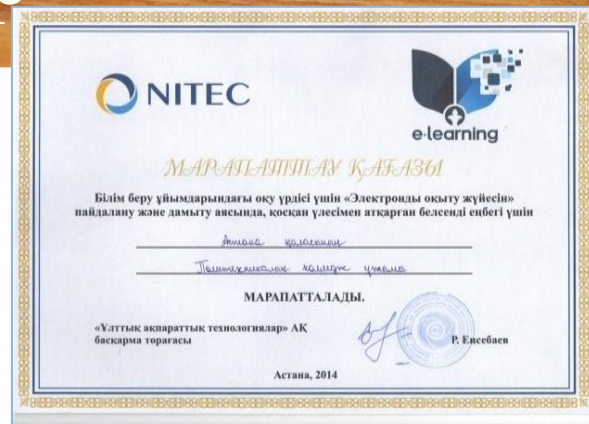 NITEC
e-learning
МАРАПАТТАУ ҚАҒАЗЫ
Білім беру ұйымдарындағы оқу үрдісі үшін «Электронды оқыту жүйесін»
пайдалану және дамыту аясында, қосқан үлесімен атқарған белсенді еңбегі үшін
Астана қаласының
Политехникалық колледж ұжымы
МАРАПАТТАЛАДЫ.
«Ұлттық ақпараттық технологиялар» АҚ
басқарма төрағасы
Р. Енсебаев
Астана, 2014